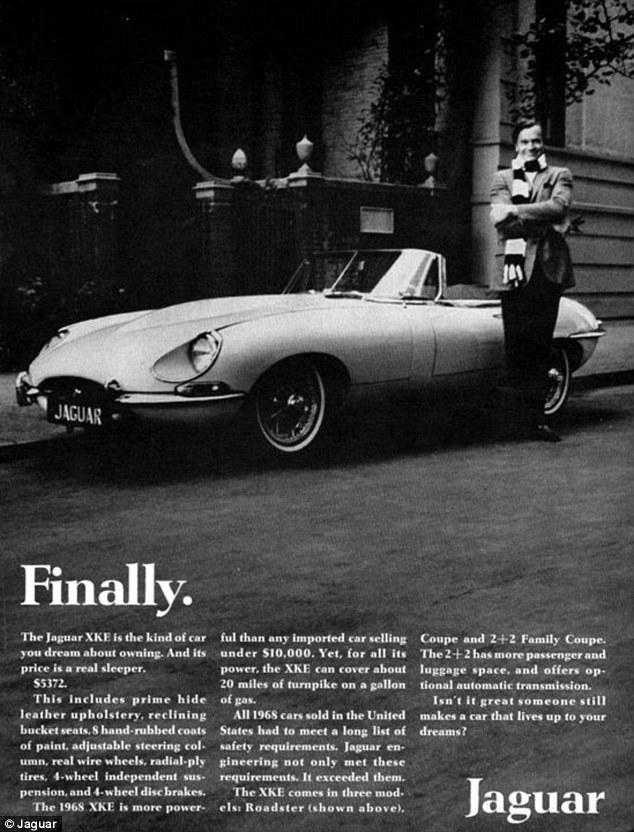 JAGUAR
Finally.
The Jaguar XKE is the kind of car
you dream about owning. And its
price is a real sleeper.
$5372.
This includes prime hide
leather upholstery, reclining
bucket seats, 8 hand-rubbed coats
of paint, adjustable steering col-
umn, real wire wheels, radial-ply
tires, 4-wheel independent sus-
pension, and 4-wheel disc brakes.
The 1968 XKE is more power-
ful than any imported car selling
under $10,000. Yet, for all its
power, the XKE can cover about
20 miles of turnpike on a gallon
of gas.
All 1968 cars sold in the United
States had to meet a long list of
safety requirements. Jaguar en-
gineering not only met these
requirements. It exceeded them.
The XKE comes in three mod-
els: Roadster (shown above),
Coupe and 2+2 Family Coupe.
The 2+2 has more passenger and
luggage space, and offers op-
tional automatic transmission.
Isn't it great someone still
makes a car that lives up to your
dreams?
Jaguar
© Jaguar